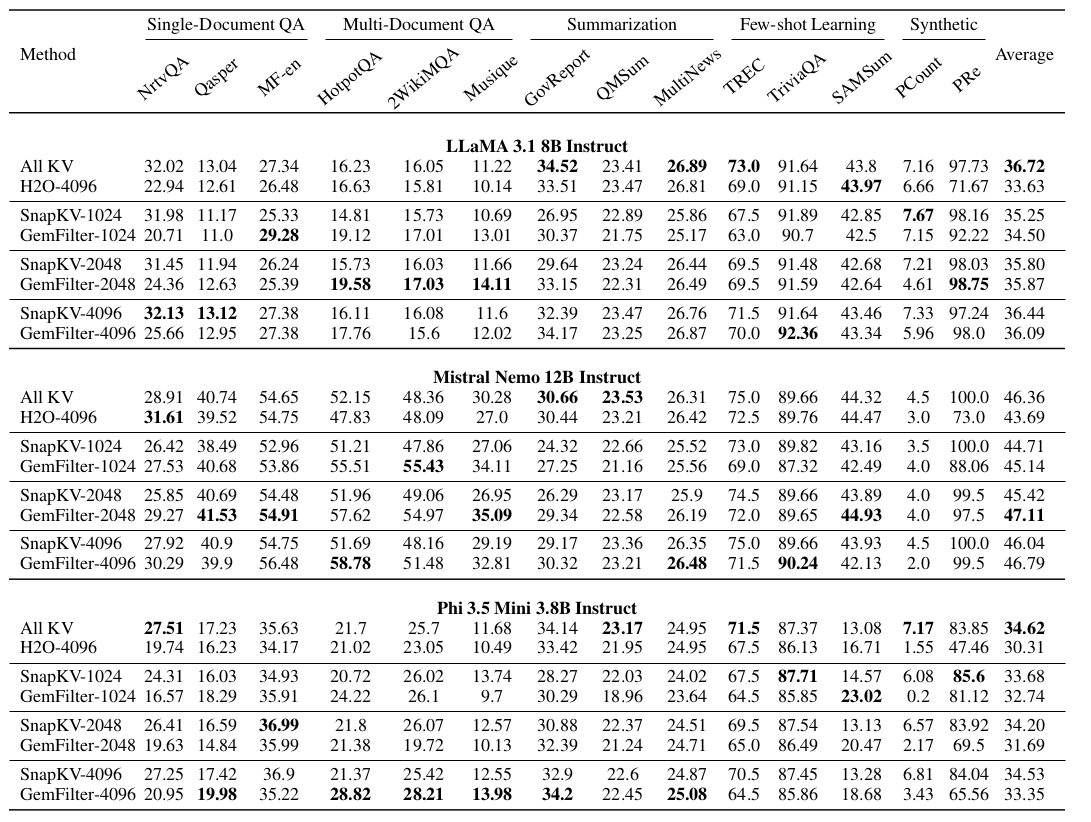 Single-Document QA Multi-Document QA Summarization Few-shot Learning Synthetic
Method NrtvQA Qasper MF-en HotpotQA 2WikiMQA Musique GovReport QMSum MultiNews TREC TriviaQA SAMSum PCount PRe Average
LLaMA 3.1 8B Instruct
All KV 32.02 13.04 27.34 16.23 16.05 11.22 34.52 23.41 26.89 73.0 91.64 43.8 7.16 97.73 36.72
H2O-4096 22.94 12.61 26.48 16.63 15.81 10.14 33.51 23.47 26.81 69.0 91.15 43.97 6.66 71.67 33.63
SnapKV-1024 31.98 11.17 25.33 14.81 15.73 10.69 26.95 22.89 25.86 67.5 91.89 42.85 7.67 98.16 35.25
GemFilter-1024 20.71 11.0 29.28 19.12 17.01 13.01 30.37 21.75 25.17 63.0 90.7 42.5 7.15 92.22 34.50
SnapKV-2048 31.45 11.94 26.24 15.73 16.03 11.66 29.64 23.24 26.44 69.5 91.48 42.68 7.21 98.03 35.80
GemFilter-2048 24.36 12.63 25.39 19.58 17.03 14.11 33.15 22.31 26.49 69.5 91.59 42.64 4.61 98.75 35.87
SnapKV-4096 32.13 13.12 27.38 16.11 16.08 11.6 32.39 23.47 26.76 71.5 91.64 43.46 7.33 97.24 36.44
GemFilter-4096 25.66 12.95 27.38 17.76 15.6 12.02 34.17 23.25 26.87 70.0 92.36 43.34 5.96 98.0 36.09
Mistral Nemo 12B Instruct
All KV 28.91 40.74 54.65 52.15 48.36 30.28 30.66 23.53 26.31 75.0 89.66 44.32 4.5 100.0 46.36
H2O-4096 31.61 39.52 54.75 47.83 48.09 27.0 30.44 23.21 26.42 72.5 89.76 44.47 3.0 73.0 43.69
SnapKV-1024 26.42 38.49 52.96 51.21 47.86 27.06 24.32 22.66 25.52 73.0 89.82 43.16 3.5 100.0 44.71
GemFilter-1024 27.53 40.68 53.86 55.51 55.43 34.11 27.25 21.16 25.56 69.0 87.32 42.49 4.0 88.06 45.14
SnapKV-2048 25.85 40.69 54.48 51.96 49.06 26.95 26.29 23.17 25.9 74.5 89.66 43.89 4.0 99.5 45.42
GemFilter-2048 29.27 41.53 54.91 57.62 54.97 35.09 29.34 22.58 26.19 72.0 89.65 44.93 4.0 97.5 47.11
SnapKV-4096 27.92 40.9 54.75 51.69 48.16 29.19 29.17 23.36 26.35 75.0 89.66 43.93 4.5 100.0 46.04
GemFilter-4096 30.29 39.9 56.48 58.78 51.48 32.81 30.32 23.21 26.48 71.5 90.24 42.13 2.0 99.5 46.79
Phi 3.5 Mini 3.8B Instruct
All KV 27.51 17.23 35.63 21.7 25.7 11.68 34.14 23.17 24.95 71.5 87.37 13.08 7.17 83.85 34.62
H2O-4096 19.74 16.23 34.17 21.02 23.05 10.49 33.42 21.95 24.95 67.5 86.13 16.71 1.55 47.46 30.31
SnapKV-1024 24.31 16.03 34.93 20.72 26.02 13.74 28.27 22.03 24.02 67.5 87.71 14.57 6.08 85.6 33.68
GemFilter-1024 16.57 18.29 35.91 24.22 26.1 9.7 30.29 18.96 23.64 64.5 85.85 23.02 0.2 81.12 32.74
SnapKV-2048 26.41 16.59 36.99 21.8 26.07 12.57 30.88 22.37 24.51 69.5 87.54 13.13 6.57 83.92 34.20
GemFilter-2048 19.63 14.84 35.99 21.38 19.72 10.13 32.39 21.24 24.71 65.0 86.49 20.47 2.17 69.5 31.69
SnapKV-4096 27.25 17.42 36.9 21.37 25.42 12.55 32.9 22.6 24.87 70.5 87.45 13.28 6.81 84.04 34.53
GemFilter-4096 20.95 19.98 35.22 28.82 28.21 13.98 34.2 22.45 25.08 64.5 85.86 18.68 3.43 65.56 33.35